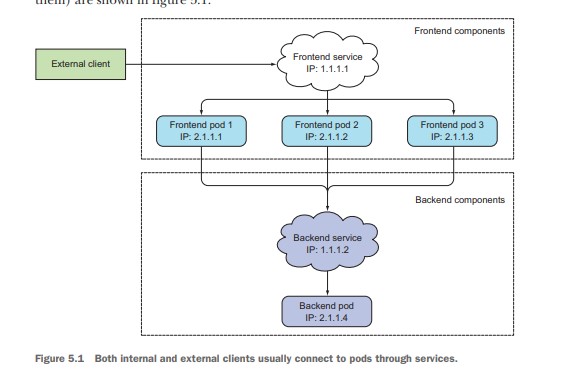 them) are shown in figure 5.1.
Frontend components
External client
Frontend service
IP: 1.1.1.1
Frontend pod 1
IP: 2.1.1.1
Frontend pod 2
IP: 2.1.1.2
Frontend pod 3
IP: 2.1.1.3
Backend components
Backend service
IP: 1.1.1.2
Backend pod
IP: 2.1.1.4
Figure 5.1 Both internal and external clients usually connect to pods through services.